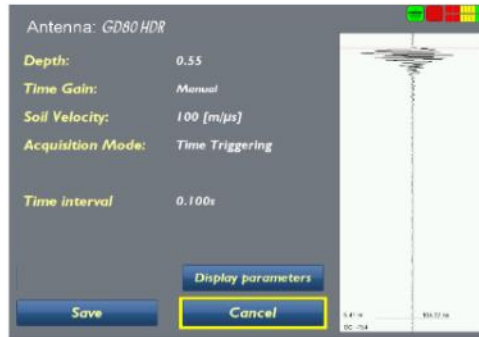 Antenna: GD80 HDR
Depth: 0.55
Time Gain: Manual
Soil Velocity: 100 [m/µs]
Acquisition Mode: Time Triggering
Time interval 0.100s
Display parameters
Save Cancel